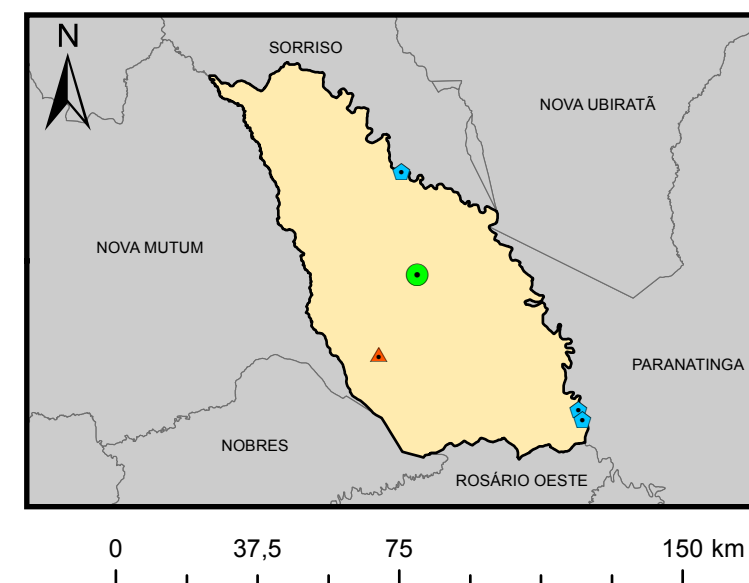 N
SORRISO
NOVA UBIRATÃ
NOVA MUTUM
PARANATINGA
NOBRES
ROSÁRIO OESTE
0 37,5 75 150 km